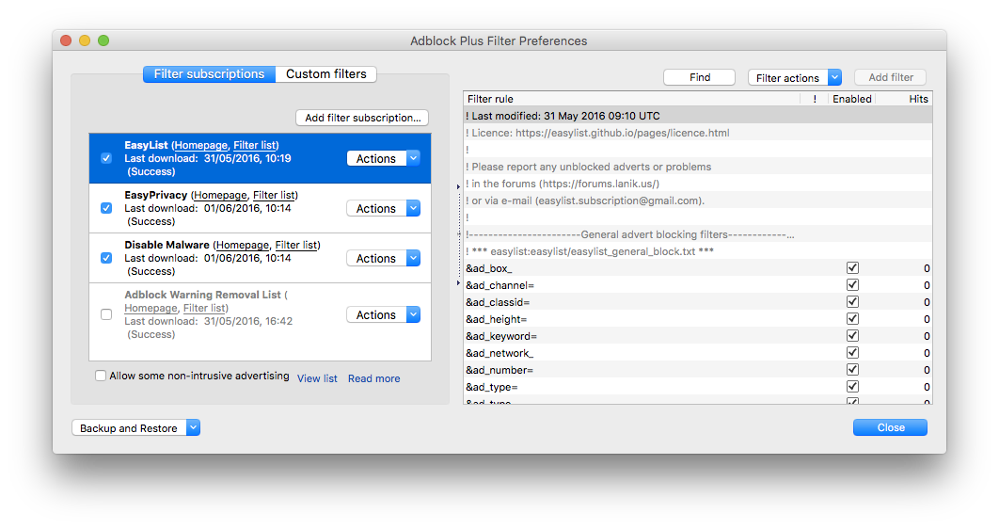 Adblock Plus Filter Preferences
Filter subscriptions Custom filters
Add filter subscription...
EasyList (Homepage, Filter list)
Last download: 31/05/2016, 10:19
(Success)
Actions
EasyPrivacy (Homepage, Filter list)
Last download: 01/06/2016, 10:14
(Success)
Actions
Disable Malware (Homepage, Filter list)
Last download: 01/06/2016, 10:14
(Success)
Actions
Adblock Warning Removal List (
Homepage, Filter list)
Last download: 31/05/2016, 16:42
(Success)
Actions
Allow some non-intrusive advertising View list Read more
Backup and Restore
Find Filter actions Add filter
Filter rule ! Enabled Hits
! Last modified: 31 May 2016 09:10 UTC
! Licence: https://easylist.github.io/pages/licence.html
!
! Please report any unblocked adverts or problems
! in the forums (https://forums.lanik.us/)
! or via e-mail (easylist.subscription@gmail.com).
!
!-----------------------General advert blocking filters------------...
! *** easylist:easylist/easylist_general_block.txt ***
&ad_box_ 0
&ad_channel= 0
&ad_classid= 0
&ad_height= 0
&ad_keyword= 0
&ad_network_ 0
&ad_number= 0
&ad_type= 0
Close